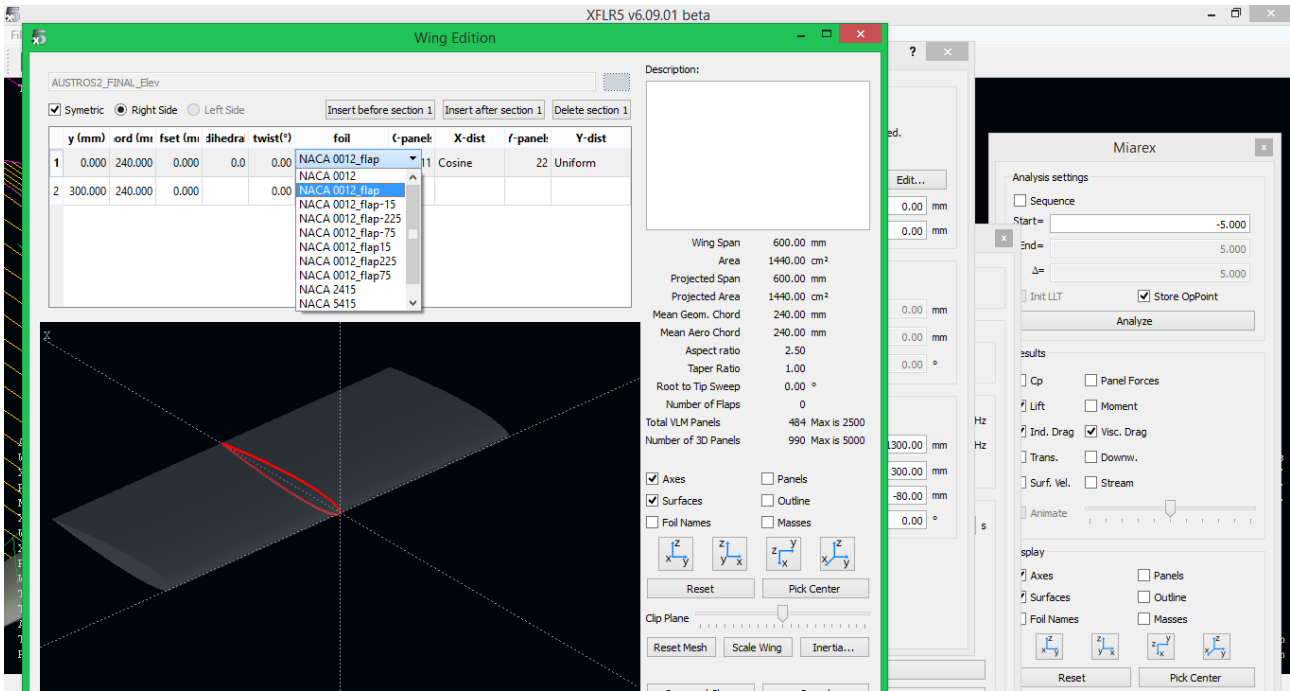 XFLR5 v6.09.01 beta
Wing Edition
AUSTROS2_FINAL_Elev
Symetric Right Side Left Side Insert before section 1 Insert after section 1 Delete section 1
y (mm) ord (m fset (m dihedra twist(°) foil (-panel: X-dist (-panel: Y-dist
1 0.000 240.000 0.000 0.0 0.00 NACA 0012_flap 11 Cosine 22 Uniform
2 300.000 240.000 0.000 0.00
NACA 0012
NACA 0012_flap
NACA 0012_flap-15
NACA 0012_flap-225
NACA 0012_flap-75
NACA 0012_flap15
NACA 0012_flap225
NACA 0012_flap75
NACA 2415
NACA 5415
X
Description:
Wing Span 600.00 mm
Area 1440.00 cm²
Projected Span 600.00 mm
Projected Area 1440.00 cm²
Mean Geom. Chord 240.00 mm
Mean Aero Chord 240.00 mm
Aspect ratio 2.50
Taper Ratio 1.00
Root to Tip Sweep 0.00 °
Number of Flaps 0
Total VLM Panels 484 Max is 2500
Number of 3D Panels 990 Max is 5000
Axes Panels
Surfaces Outline
Foil Names Masses
z x y z y x z y x z x y
Reset Pick Center
Clip Plane
Reset Mesh Scale Wing Inertia...
? x
ed.
Edit...
0.00 mm
0.00 mm
0.00 mm
0.00 mm
0.00 °
1300.00 mm
300.00 mm
-80.00 mm
0.00 °
Hz
Hz
s
Miarex
Analysis settings
Sequence
Start= -5.000
End= 5.000
Δ= 5.000
Init LLT Store OpPoint
Analyze
esults
Cp Panel Forces
Lift Moment
Ind. Drag Visc. Drag
Trans. Downw.
Surf. Vel. Stream
Animate
isplay
Axes Panels
Surfaces Outline
Foil Names Masses
z x y z y x z y x z x y
Reset Pick Center